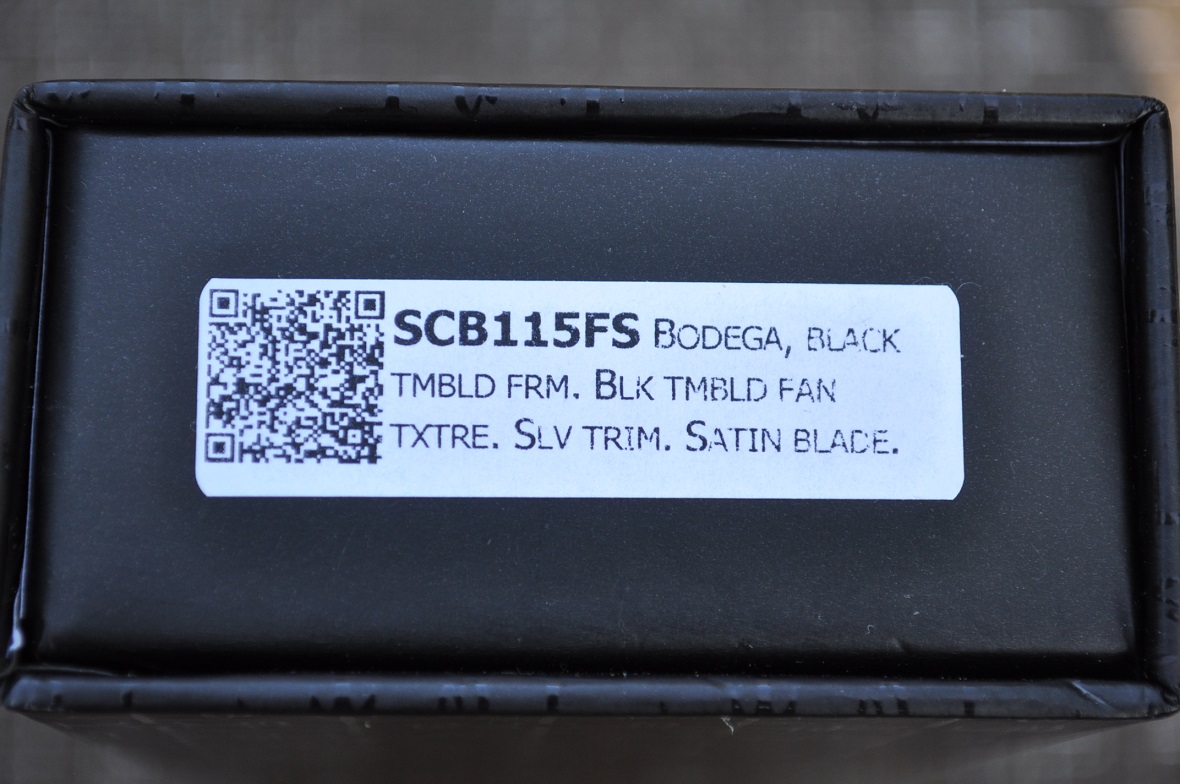 SCB115FS BODEGA, BLACK
TMBLD FRM. BLK TMBLD FAN
TXTRE. SLV TRIM. SATIN BLADE.